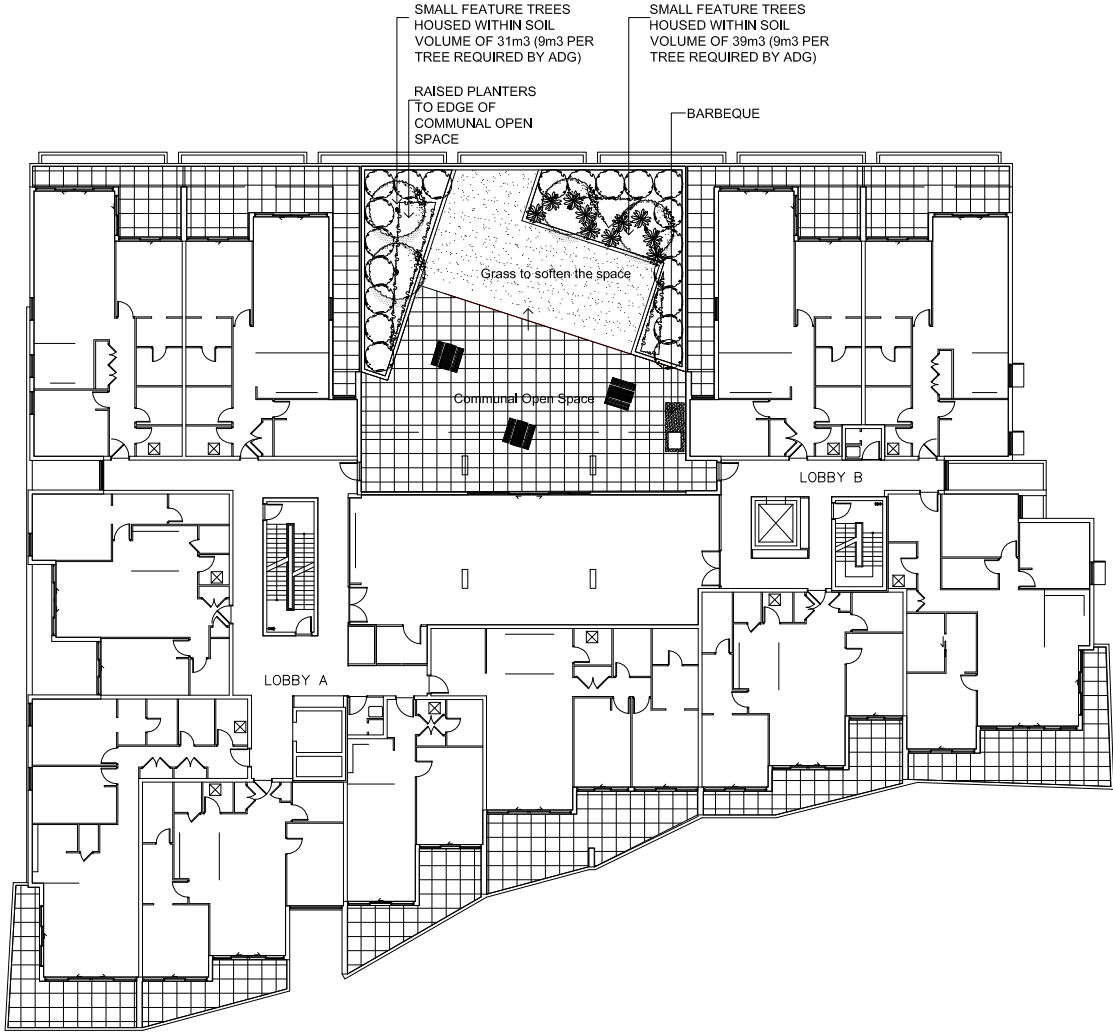 SMALL FEATURE TREES
HOUSED WITHIN SOIL
VOLUME OF 31m3 (9m3 PER
TREE REQUIRED BY ADG)
SMALL FEATURE TREES
HOUSED WITHIN SOIL
VOLUME OF 39m3 (9m3 PER
TREE REQUIRED BY ADG)
RAISED PLANTERS
TO EDGE OF
COMMUNAL OPEN
SPACE
BARBEQUE
Grass to soften the space
Communal Open Space
LOBBY B
LOBBY A